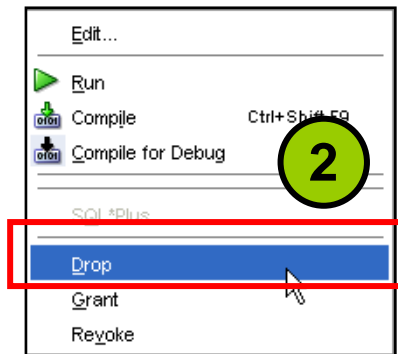 Edit...
Run
Compile Ctrl+Shift-F9
Compile for Debug
2
SQL*Plus
Drop
Grant
Revoke